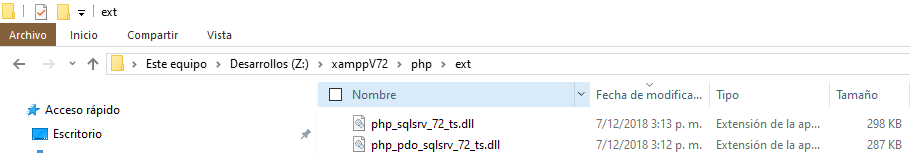 ext
Archivo Inicio Compartir Vista
Este equipo Desarrollos (Z:) xamppV72 php ext
Acceso rápido
Escritorio
Nombre Fecha de modifica... Tipo Tamaño
php_sqlsrv_72_ts.dll 7/12/2018 3:13 p. m. Extensión de la ap... 298 KB
php_pdo_sqlsrv_72_ts.dll 7/12/2018 3:12 p. m. Extensión de la ap... 287 KB